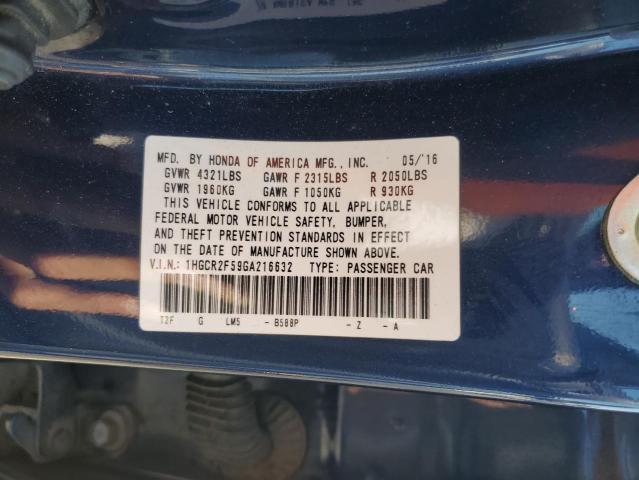 MFD. BY HONDA OF AMERICA MFG., INC. 05/'16
GVWR 4321LBS GAWR F 2315LBS R 2050LBS
GVWR 1960KG GAWR F 1050KG R 930KG
THIS VEHICLE CONFORMS TO ALL APPLICABLE
FEDERAL MOTOR VEHICLE SAFETY, BUMPER,
AND THEFT PREVENTION STANDARDS IN EFFECT
ON THE DATE OF MANUFACTURE SHOWN ABOVE.
V.I.N.: 1HGCR2F59GA216632 TYPE: PASSENGER CAR
T2F G LM5 - B588P - Z - A